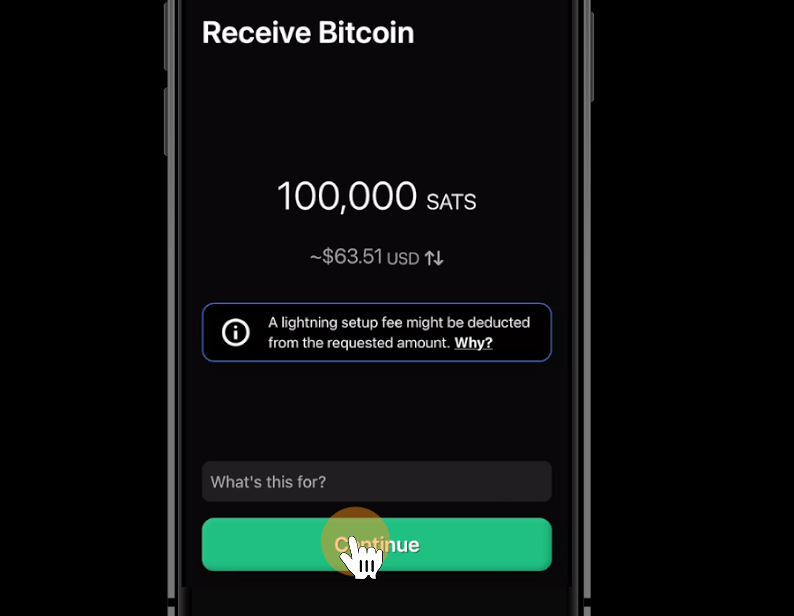 Receive Bitcoin
100,000 SATS
~$63.51 USD
A lightning setup fee might be deducted
from the requested amount. Why?
What's this for?
Continue